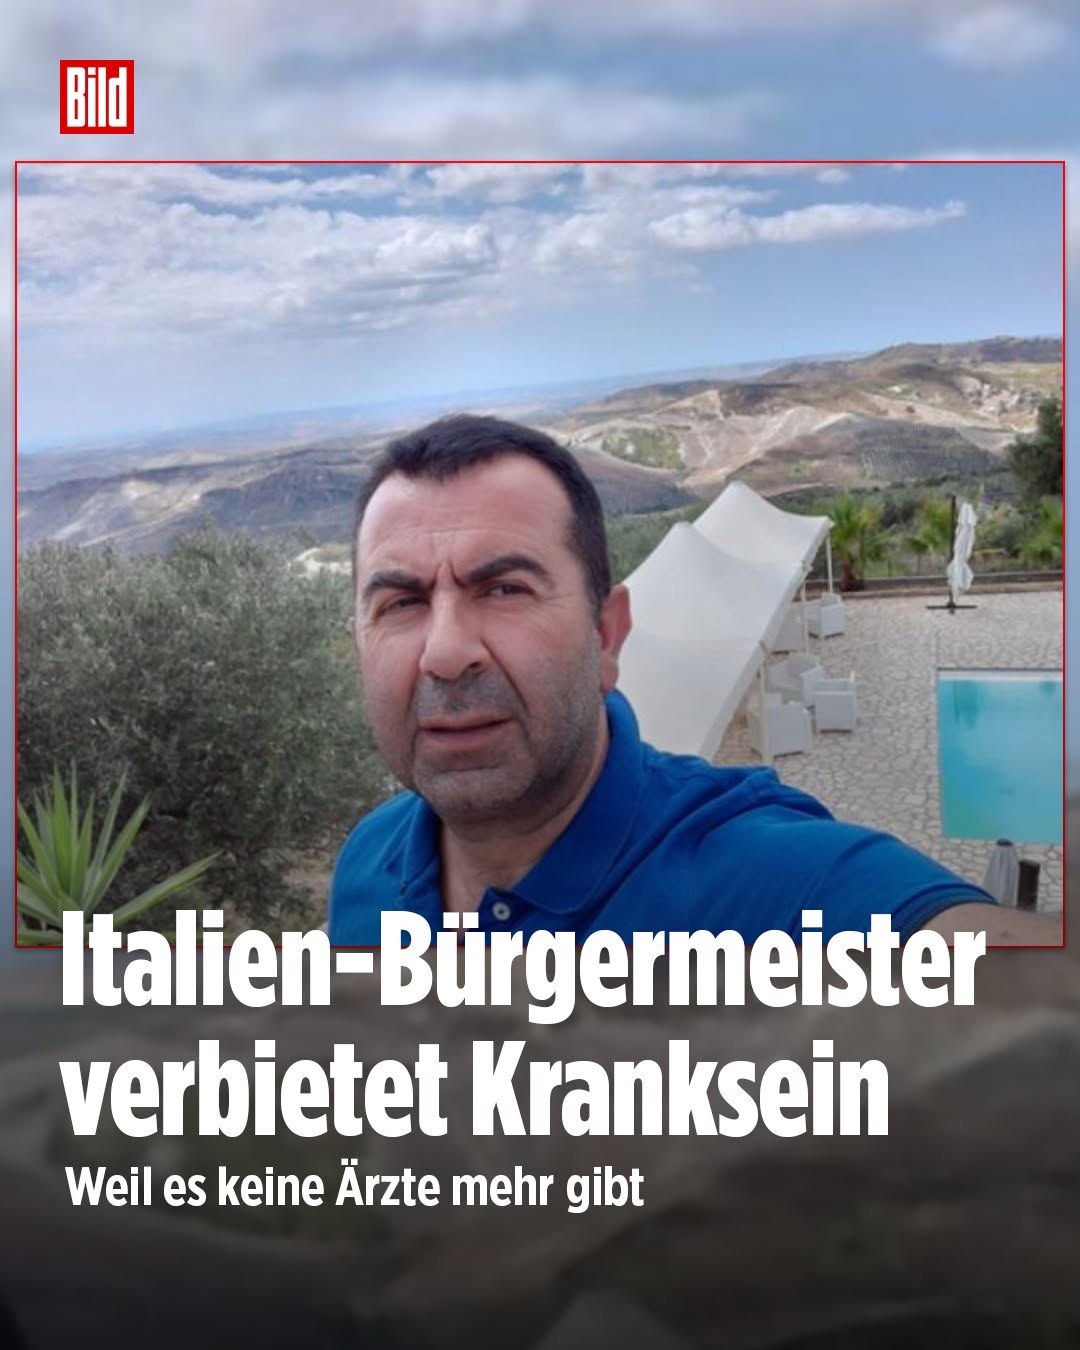 Bild
Italien-Bürgermeister
verbietet Kranksein
Weil es keine Ärzte mehr gibt